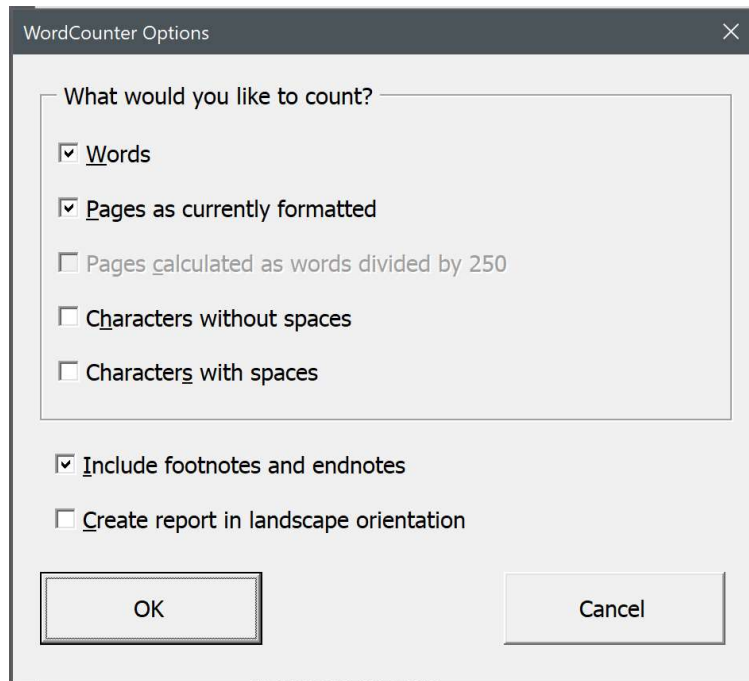 WordCounter Options
What would you like to count?
Words
Pages as currently formatted
Pages calculated as words divided by 250
Characters without spaces
Characters with spaces
Include footnotes and endnotes
Create report in landscape orientation
OK
Cancel